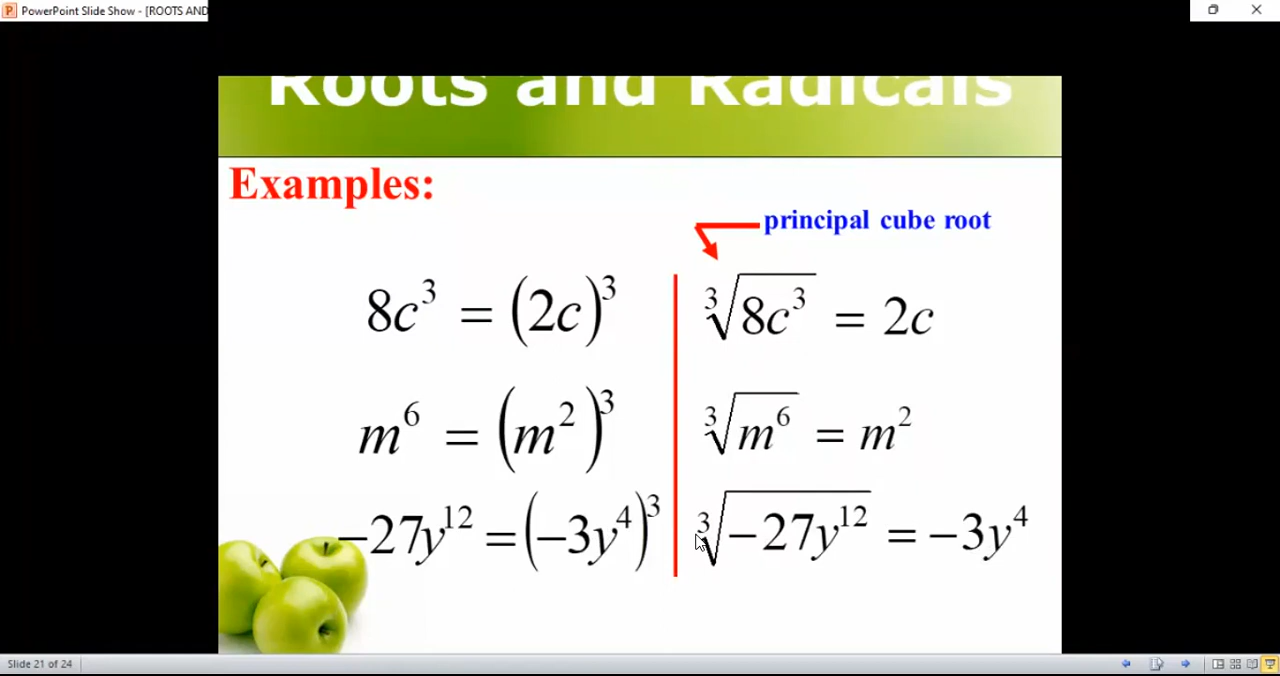 PowerPoint Slide Show - [ROOTS AND
Roots and Radicals
Examples:
principal cube root
8c³ = (2c)³
∛8c³ = 2c
m⁶ = (m²)³
∛m⁶ = m²
−27y¹² = (−3y⁴)³
∛−27y¹² = −3y⁴
Slide 21 of 24